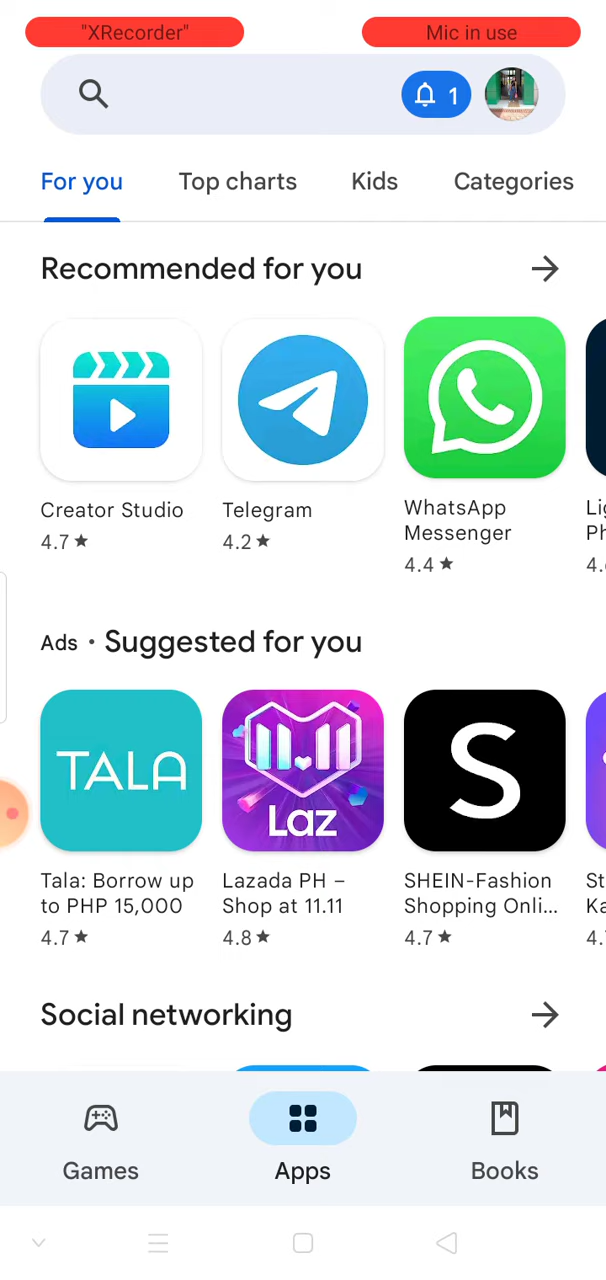 "XRecorder"
Mic in use
1
For you
Top charts
Kids
Categories
Recommended for you
Creator Studio
4.7 ★
Telegram
4.2 ★
WhatsApp
Messenger
4.4 ★
Ads • Suggested for you
TALA
11.11
Laz
S
Tala: Borrow up
to PHP 15,000
4.7 ★
Lazada PH –
Shop at 11.11
4.8 ★
SHEIN-Fashion
Shopping Onli...
4.7 ★
Social networking
Games
Apps
Books